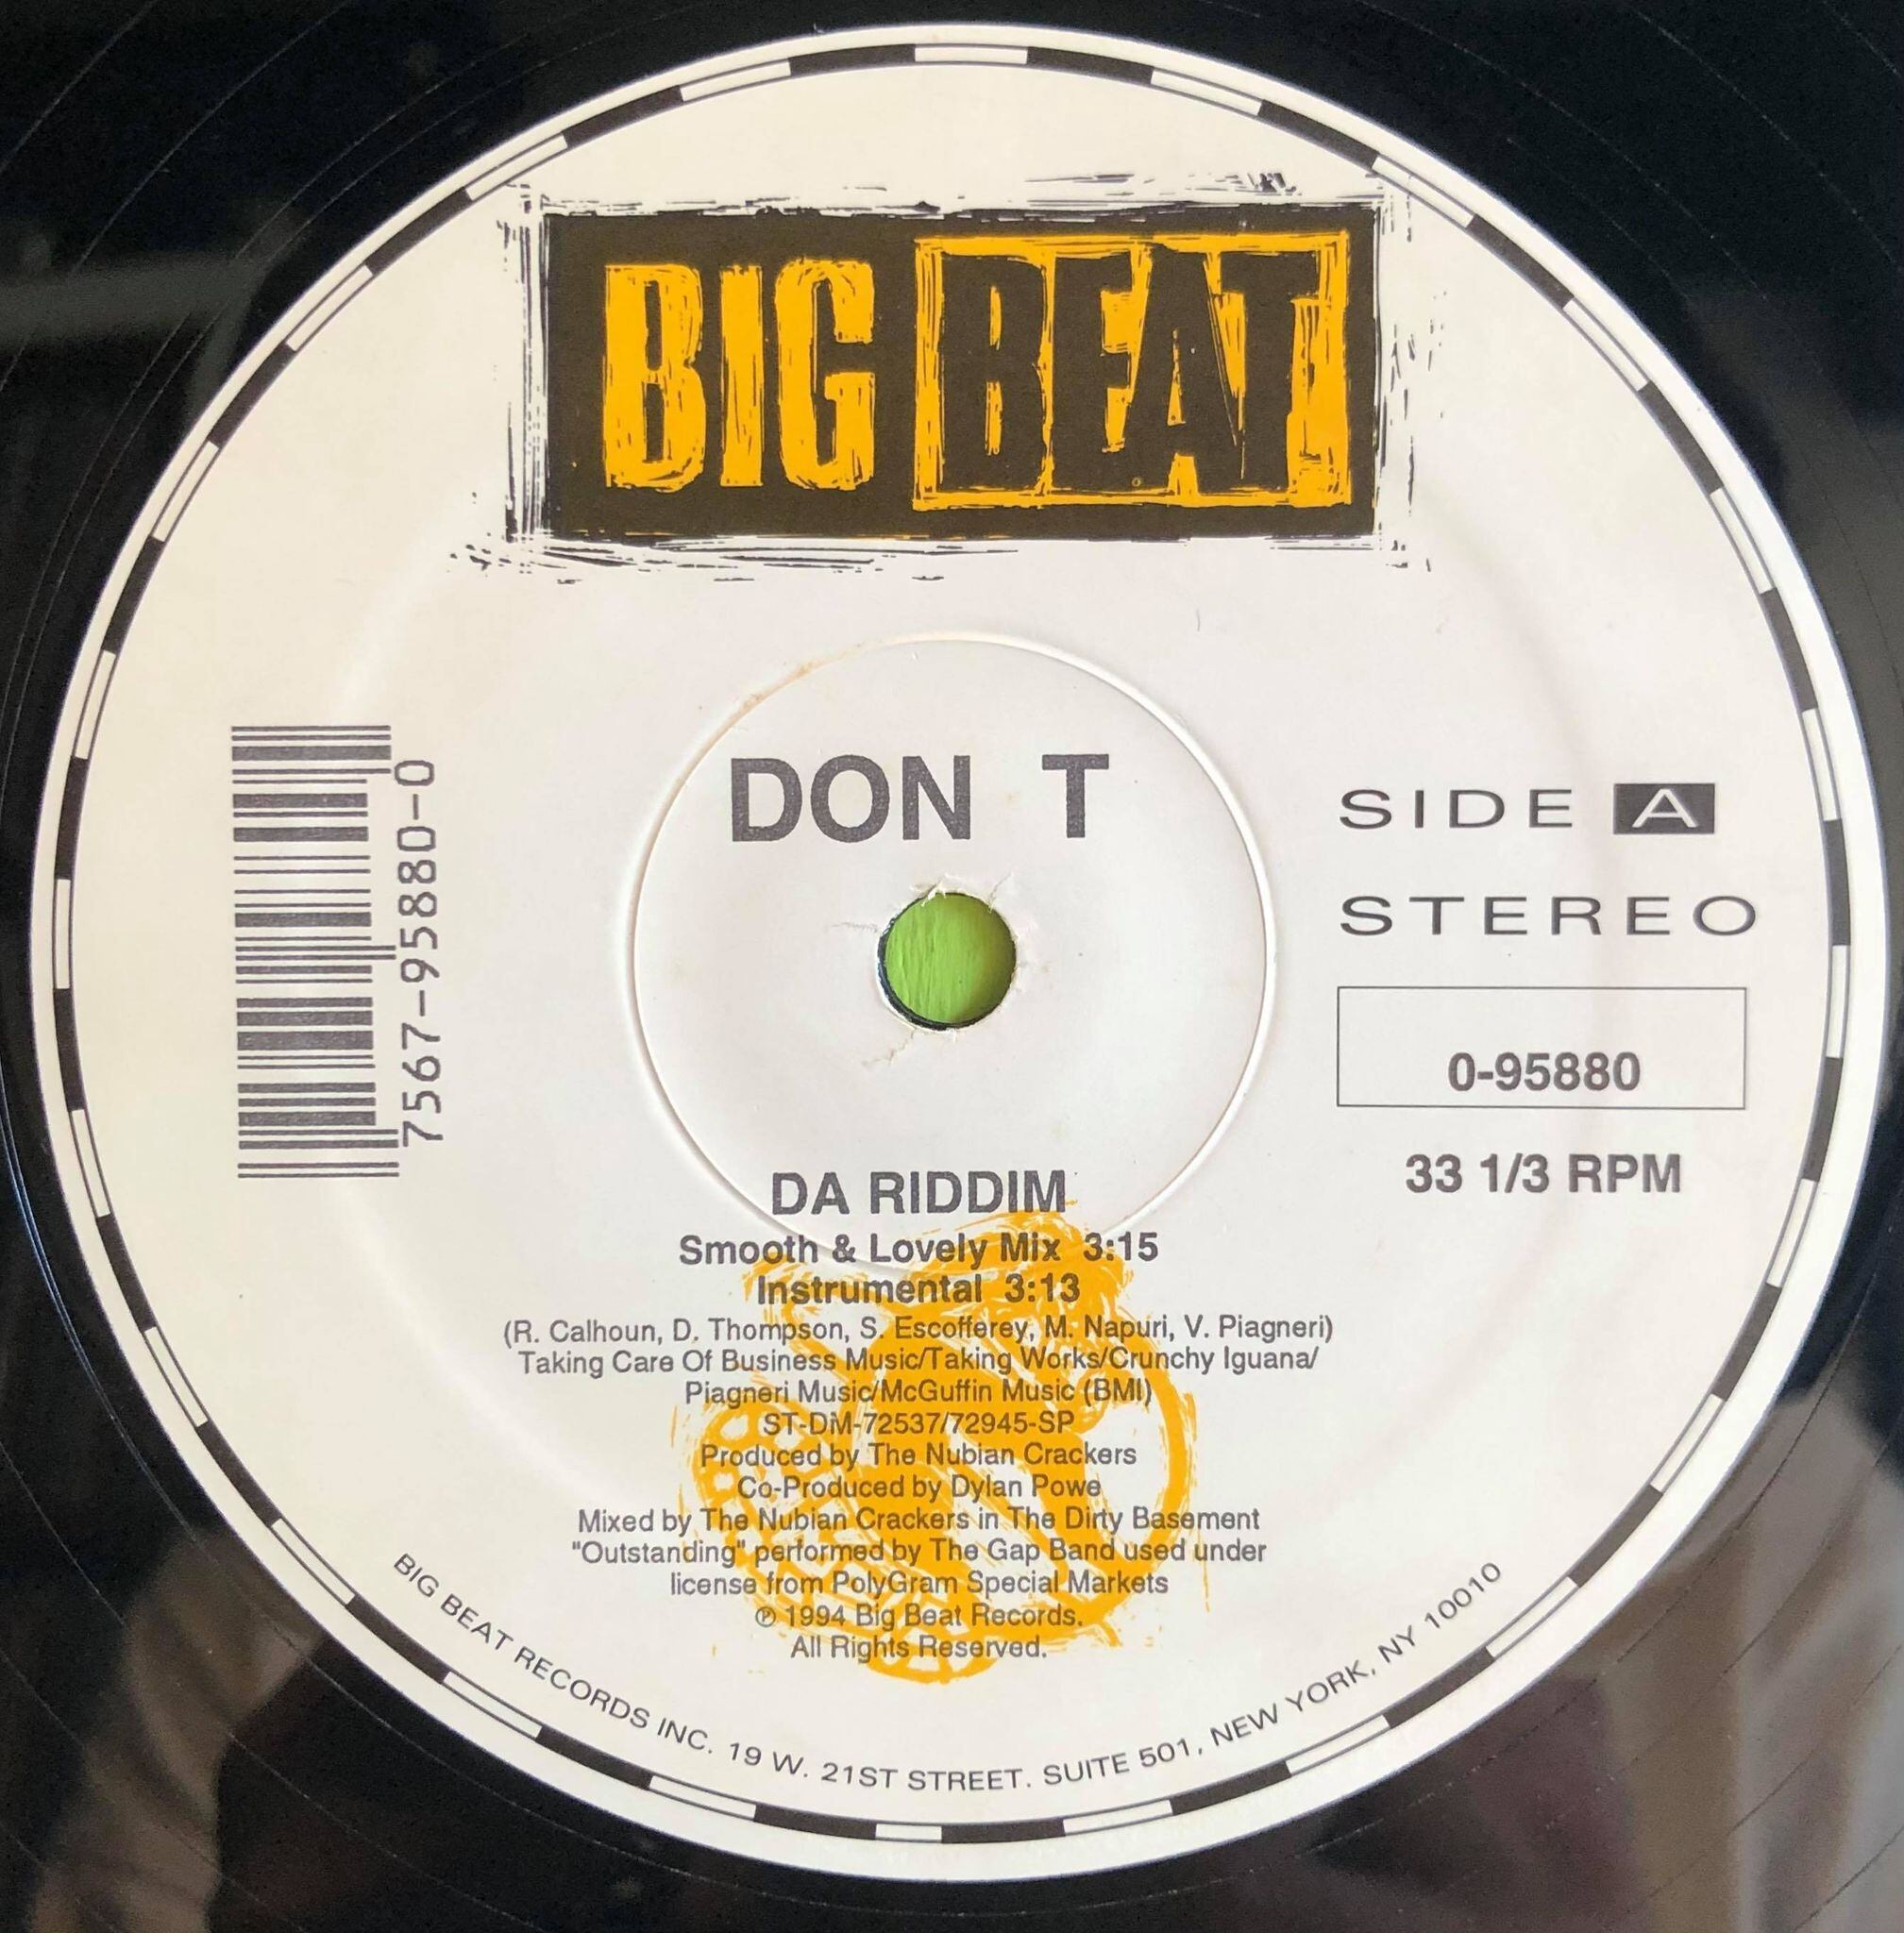 BIG BEAT
DON T
SIDE A
STEREO
0-95880
33 1/3 RPM
7567-95880-0
DA RIDDIM
Smooth & Lovely Mix 3:15
Instrumental 3:13
(R. Calhoun, D. Thompson, S. Escofferey, M. Napuri, V. Piagneri)
Taking Care Of Business Music/Taking Works/Crunchy Iguana/
Piagneri Music/McGuffin Music (BMI)
ST-DM-72537/72945-SP
Produced by The Nubian Crackers
Co-Produced by Dylan Powe
Mixed by The Nubian Crackers in The Dirty Basement
"Outstanding" performed by The Gap Band used under
license from PolyGram Special Markets
℗ 1994 Big Beat Records.
All Rights Reserved.
BIG BEAT RECORDS INC. 19 W. 21ST STREET. SUITE 501, NEW YORK, NY 10010